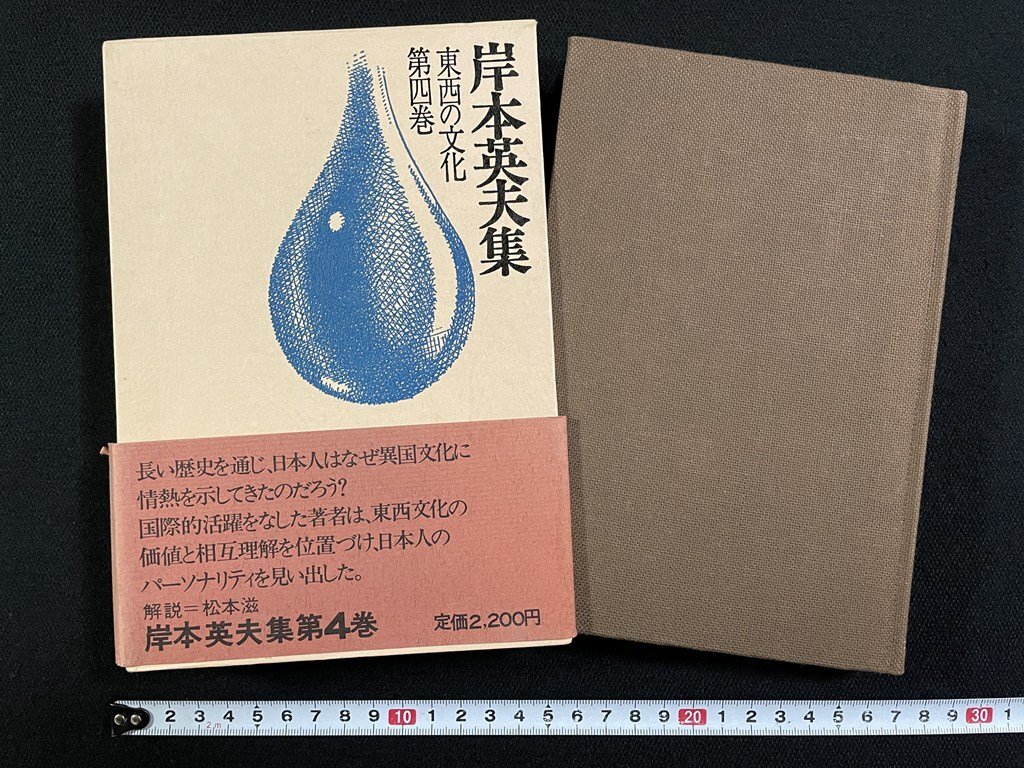 岸本英夫集
東西の文化
第四巻
長い歴史を通じ、日本人はなぜ異国文化に
情熱を示してきたのだろう?
国際的活躍をなした著者は、東西文化の
価値と相互理解を位置づけ、日本人の
パーソナリティを見い出した。
解説=松本滋
岸本英夫集第4巻
定価2,200円
2 3 4 5 6 7 8 9 10 1 2 3 4 5 6 7 8 9 20 1 2 3 4 5 6 7 8 9 30 1
2m